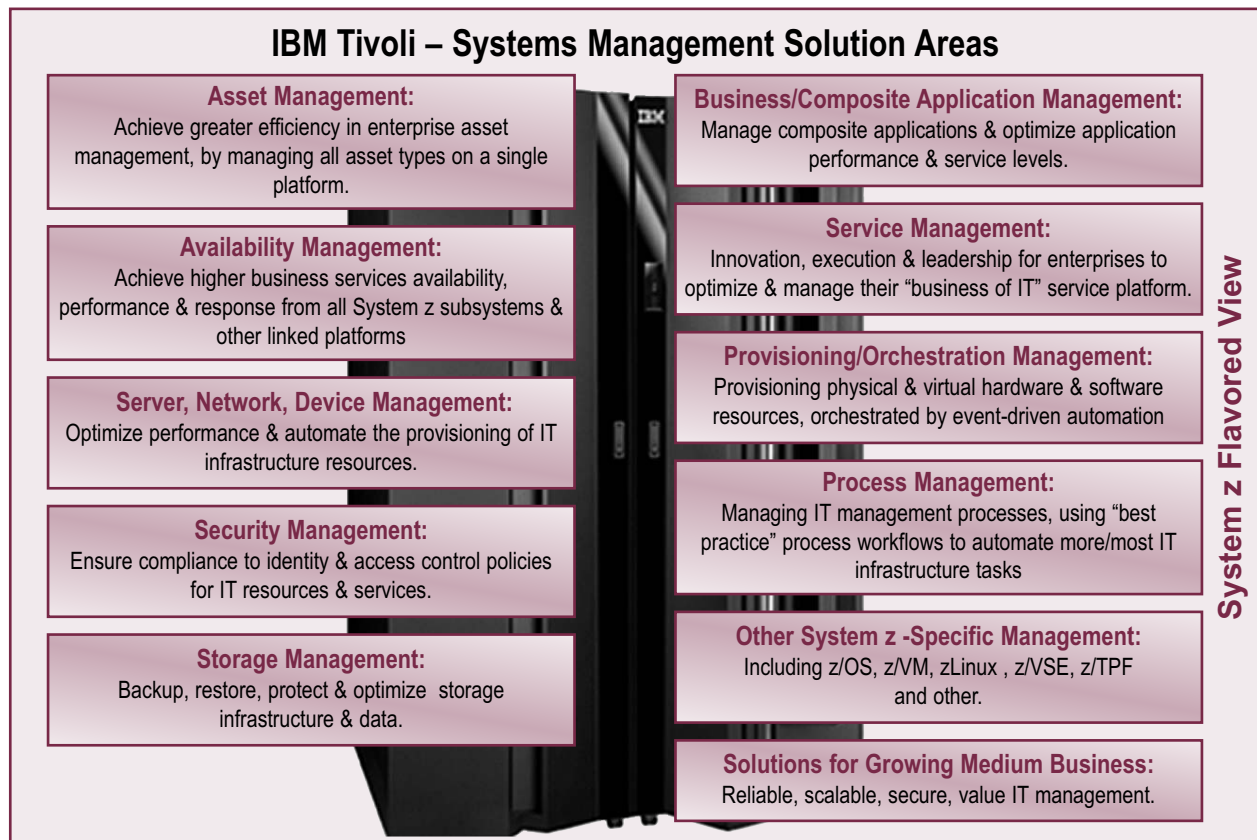 IBM Tivoli – Systems Management Solution Areas
Asset Management:
Achieve greater efficiency in enterprise asset
management, by managing all asset types on a single
platform.
Availability Management:
Achieve higher business services availability,
performance & response from all System z subsystems &
other linked platforms
Server, Network, Device Management:
Optimize performance & automate the provisioning of IT
infrastructure resources.
Security Management:
Ensure compliance to identity & access control policies
for IT resources & services.
Storage Management:
Backup, restore, protect & optimize storage
infrastructure & data.
IBM
Business/Composite Application Management:
Manage composite applications & optimize application
performance & service levels.
Service Management:
Innovation, execution & leadership for enterprises to
optimize & manage their “business of IT” service platform.
Provisioning/Orchestration Management:
Provisioning physical & virtual hardware & software
resources, orchestrated by event-driven automation
Process Management:
Managing IT management processes, using “best
practice” process workflows to automate more/most IT
infrastructure tasks
Other System z -Specific Management:
Including z/OS, z/VM, zLinux , z/VSE, z/TPF
and other.
Solutions for Growing Medium Business:
Reliable, scalable, secure, value IT management.
System z Flavored View